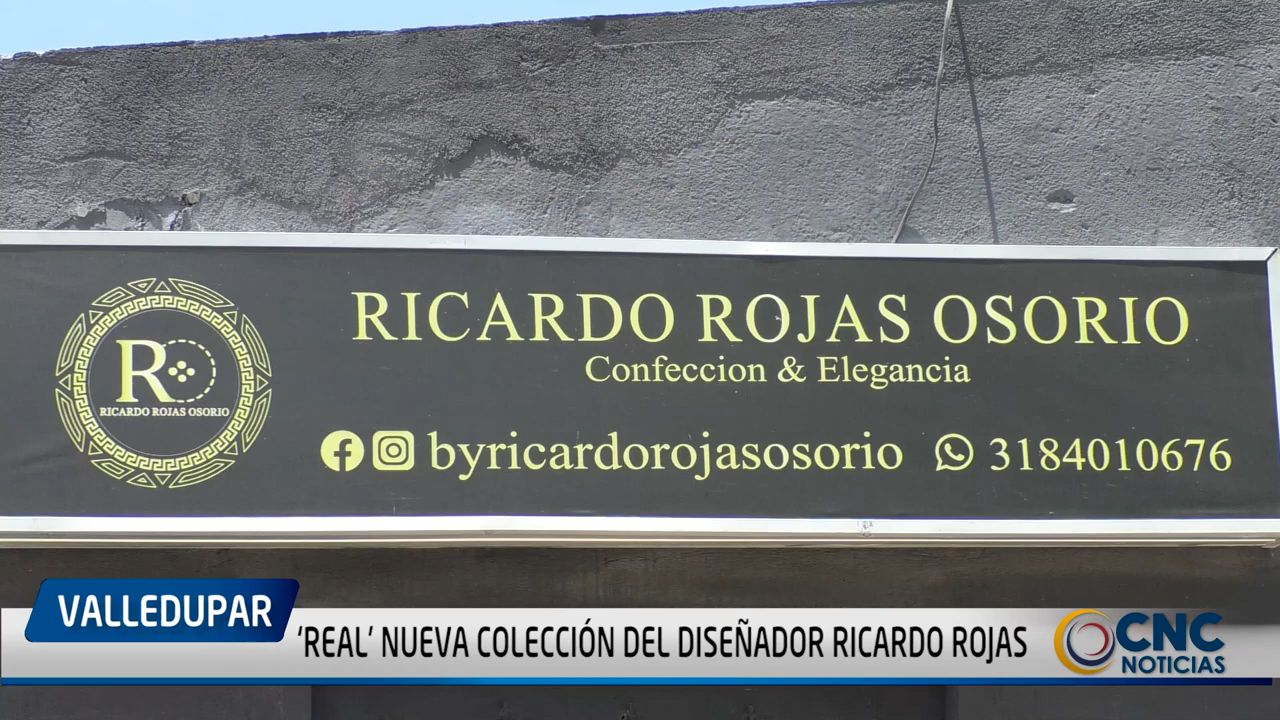 RICARDO ROJAS OSORIO
Confeccion & Elegancia
R
RICARDO ROJAS OSORIO
byricardorojasosorio 3184010676
VALLEDUPAR
‘REAL’ NUEVA COLECCIÓN DEL DISEÑADOR RICARDO ROJAS
CNC
NOTICIAS